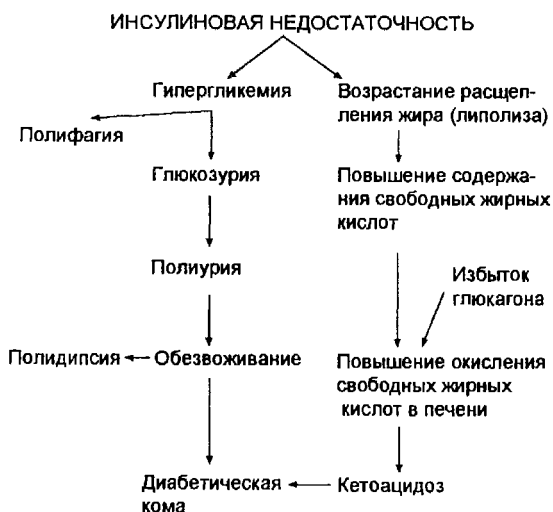 ИНСУЛИНОВАЯ НЕДОСТАТОЧНОСТЬ
Гипергликемия
Возрастание расщеп-
ления жира (липолиза)
Полифагия
Глюкозурия
Повышение содержа-
ния свободных жирных
кислот
Полиурия
Избыток
глюкагона
Полидипсия
Обезвоживание
Повышение окисления
свободных жирных
кислот в печени
Диабетическая
кома
Кетоацидоз